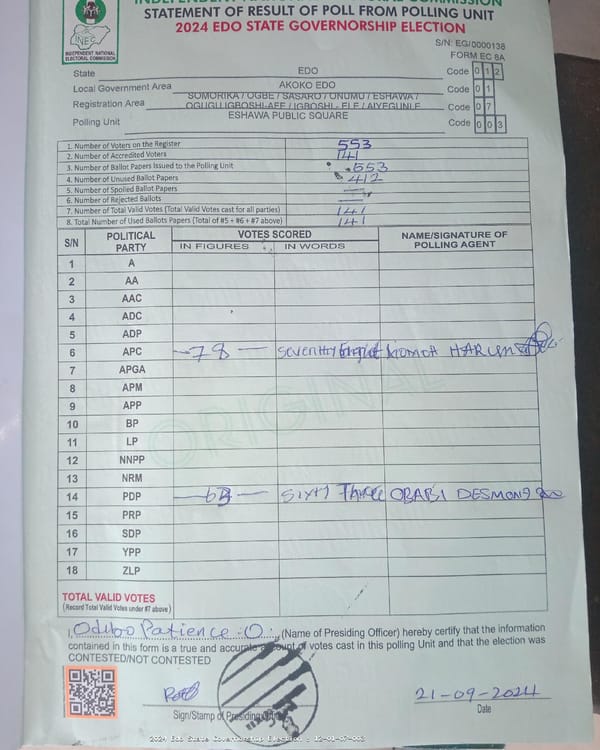 INDEPENDENT NATIONAL ELECTORAL COMMISSION
STATEMENT OF RESULT OF POLL FROM POLLING UNIT
2024 EDO STATE GOVERNORSHIP ELECTION
INEC
INDEPENDENT NATIONAL
ELECTORAL COMMISSION
S/N: EG/0000138
FORM EC 8A
State EDO Code 0 1 2
Local Government Area AKOKO EDO Code 0 1
Registration Area SOMORIKA / OGBE / SASARO / ONUMU / ESHAWA / OGUGU IGBOSHI-AFE / IGBOSHI - ELE / AIYEGUNLE Code 0 7
Polling Unit ESHAWA PUBLIC SQUARE Code 0 0 3
1. Number of Voters on the Register 553
2. Number of Accredited Voters 141
3. Number of Ballot Papers Issued to the Polling Unit 553
4. Number of Unused Ballot Papers 412
5. Number of Spoiled Ballot Papers —
6. Number of Rejected Ballots —
7. Number of Total Valid Votes (Total Valid Votes cast for all parties) 141
8. Total Number of Used Ballots Papers (Total of #5 + #6 + #7 above) 141
S/N POLITICAL PARTY VOTES SCORED NAME/SIGNATURE OF POLLING AGENT
IN FIGURES IN WORDS
1 A
2 AA
3 AAC
4 ADC
5 ADP
6 APC — 78 — Seventy Eight HARUN
7 APGA
8 APM
9 APP
10 BP
11 LP
12 NNPP
13 NRM
14 PDP — 63 — Sixty Three OBABI DESMOND
15 PRP
16 SDP
17 YPP
18 ZLP
ORIGINAL
TOTAL VALID VOTES
(Record Total Valid Votes under #7 above)
I, Odibo Patience .O. (Name of Presiding Officer) hereby certify that the information
contained in this form is a true and accurate account of votes cast in this polling Unit and that the election was
CONTESTED/NOT CONTESTED
21-09-2024
Sign/Stamp of Presiding Officer Date
2024 Edo State Governorship Election : 12-01-07-003